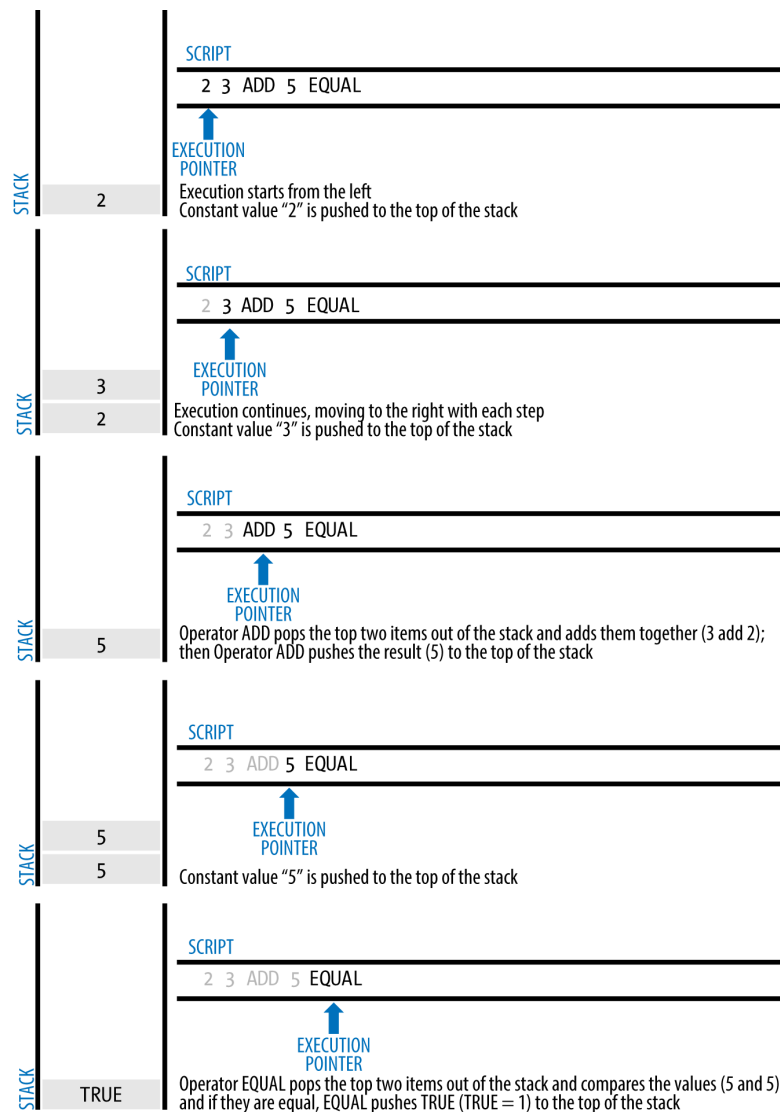 SCRIPT
2 3 ADD 5 EQUAL
EXECUTION
POINTER
STACK
2
Execution starts from the left
Constant value “2” is pushed to the top of the stack
SCRIPT
2 3 ADD 5 EQUAL
EXECUTION
POINTER
STACK
3
2
Execution continues, moving to the right with each step
Constant value “3” is pushed to the top of the stack
SCRIPT
2 3 ADD 5 EQUAL
EXECUTION
POINTER
STACK
5
Operator ADD pops the top two items out of the stack and adds them together (3 add 2);
then Operator ADD pushes the result (5) to the top of the stack
SCRIPT
2 3 ADD 5 EQUAL
EXECUTION
POINTER
STACK
5
5
Constant value “5” is pushed to the top of the stack
SCRIPT
2 3 ADD 5 EQUAL
EXECUTION
POINTER
STACK
TRUE
Operator EQUAL pops the top two items out of the stack and compares the values (5 and 5)
and if they are equal, EQUAL pushes TRUE (TRUE = 1) to the top of the stack